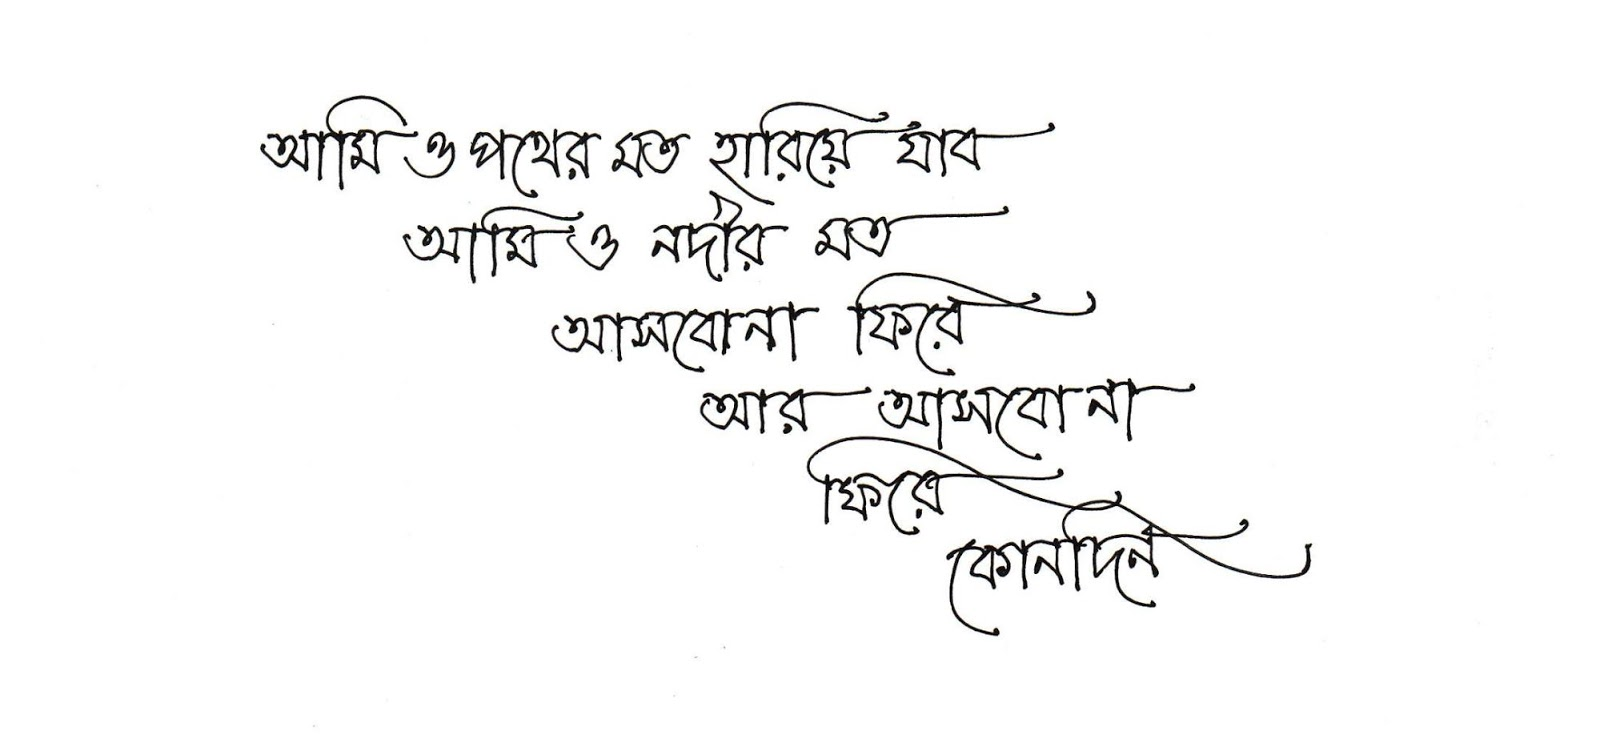 আমি ও পথের মত হারিয়ে যাব
আমি ও নদীর মত
আসবোনা ফিরে
আর আসবোনা
ফিরে
কোনদিন